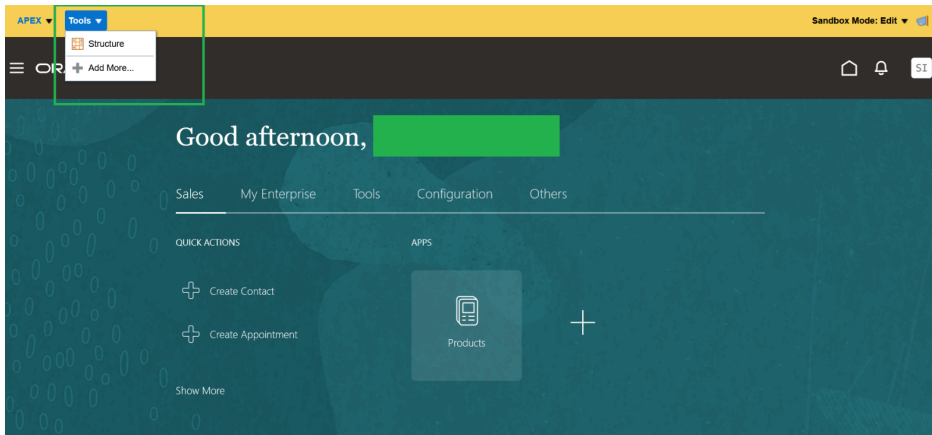 APEX Tools Sandbox Mode: Edit
Structure
Add More...
SI
Good afternoon,
Sales My Enterprise Tools Configuration Others
QUICK ACTIONS APPS
Create Contact
Create Appointment
Products
Show More